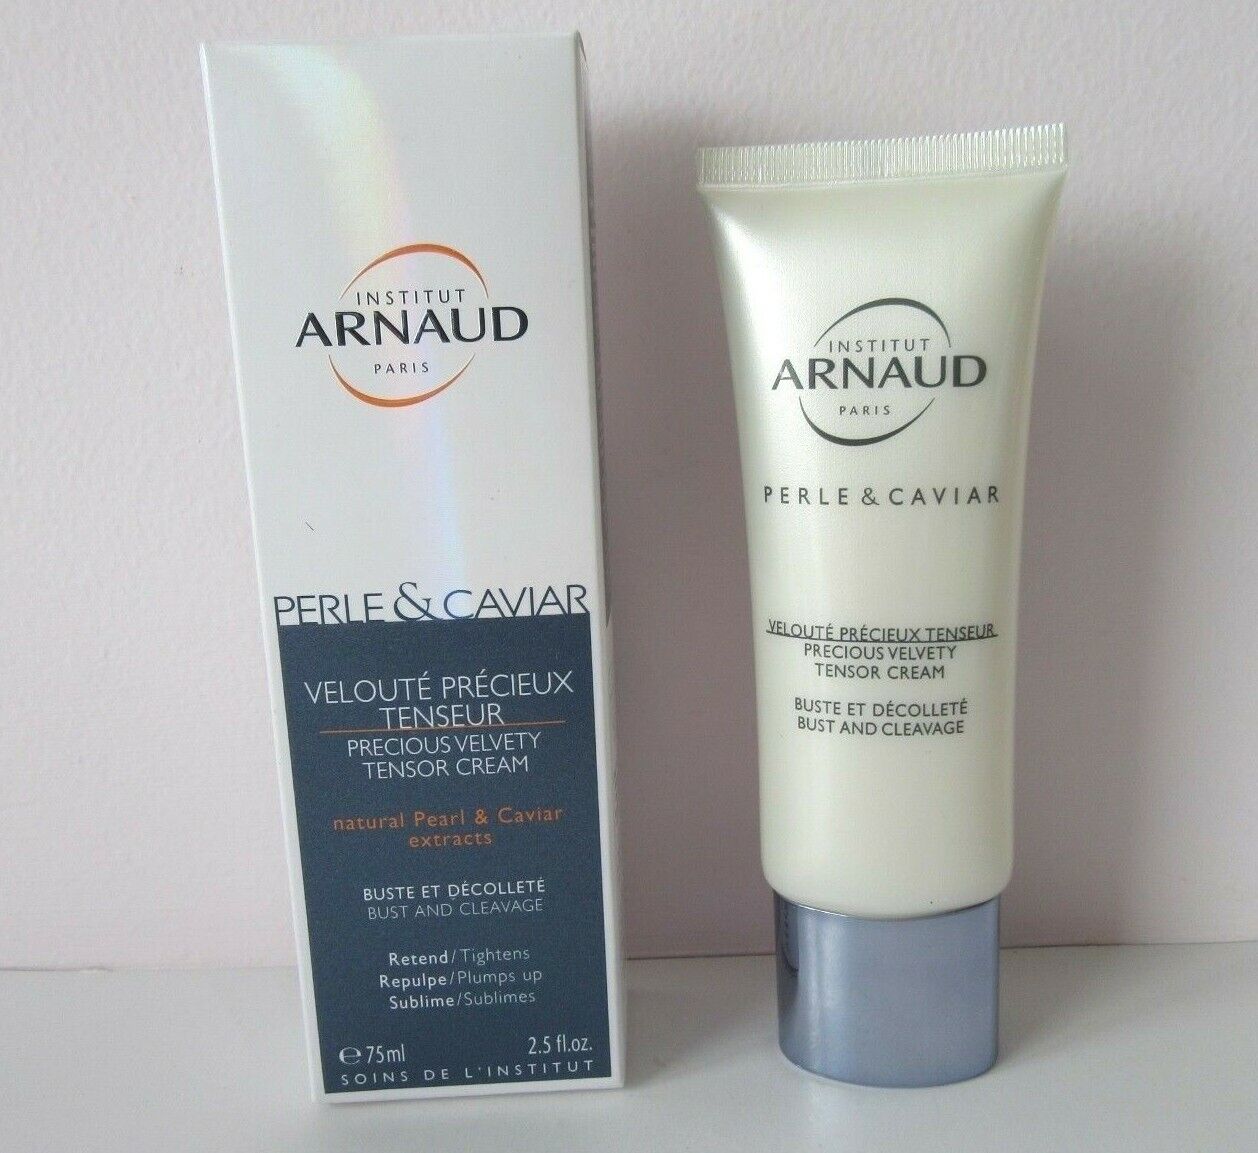 INSTITUT
ARNAUD
PARIS
PERLE & CAVIAR
VELOUTÉ PRÉCIEUX
TENSEUR
PRECIOUS VELVETY
TENSOR CREAM
natural Pearl & Caviar
extracts
BUSTE ET DÉCOLLETÉ
BUST AND CLEAVAGE
Retend/Tightens
Repulpe/Plumps up
Sublime/Sublimes
℮ 75ml 2.5 fl.oz.
SOINS DE L'INSTITUT
INSTITUT
ARNAUD
PARIS
PERLE & CAVIAR
VELOUTÉ PRÉCIEUX TENSEUR
PRECIOUS VELVETY
TENSOR CREAM
BUSTE ET DÉCOLLETÉ
BUST AND CLEAVAGE